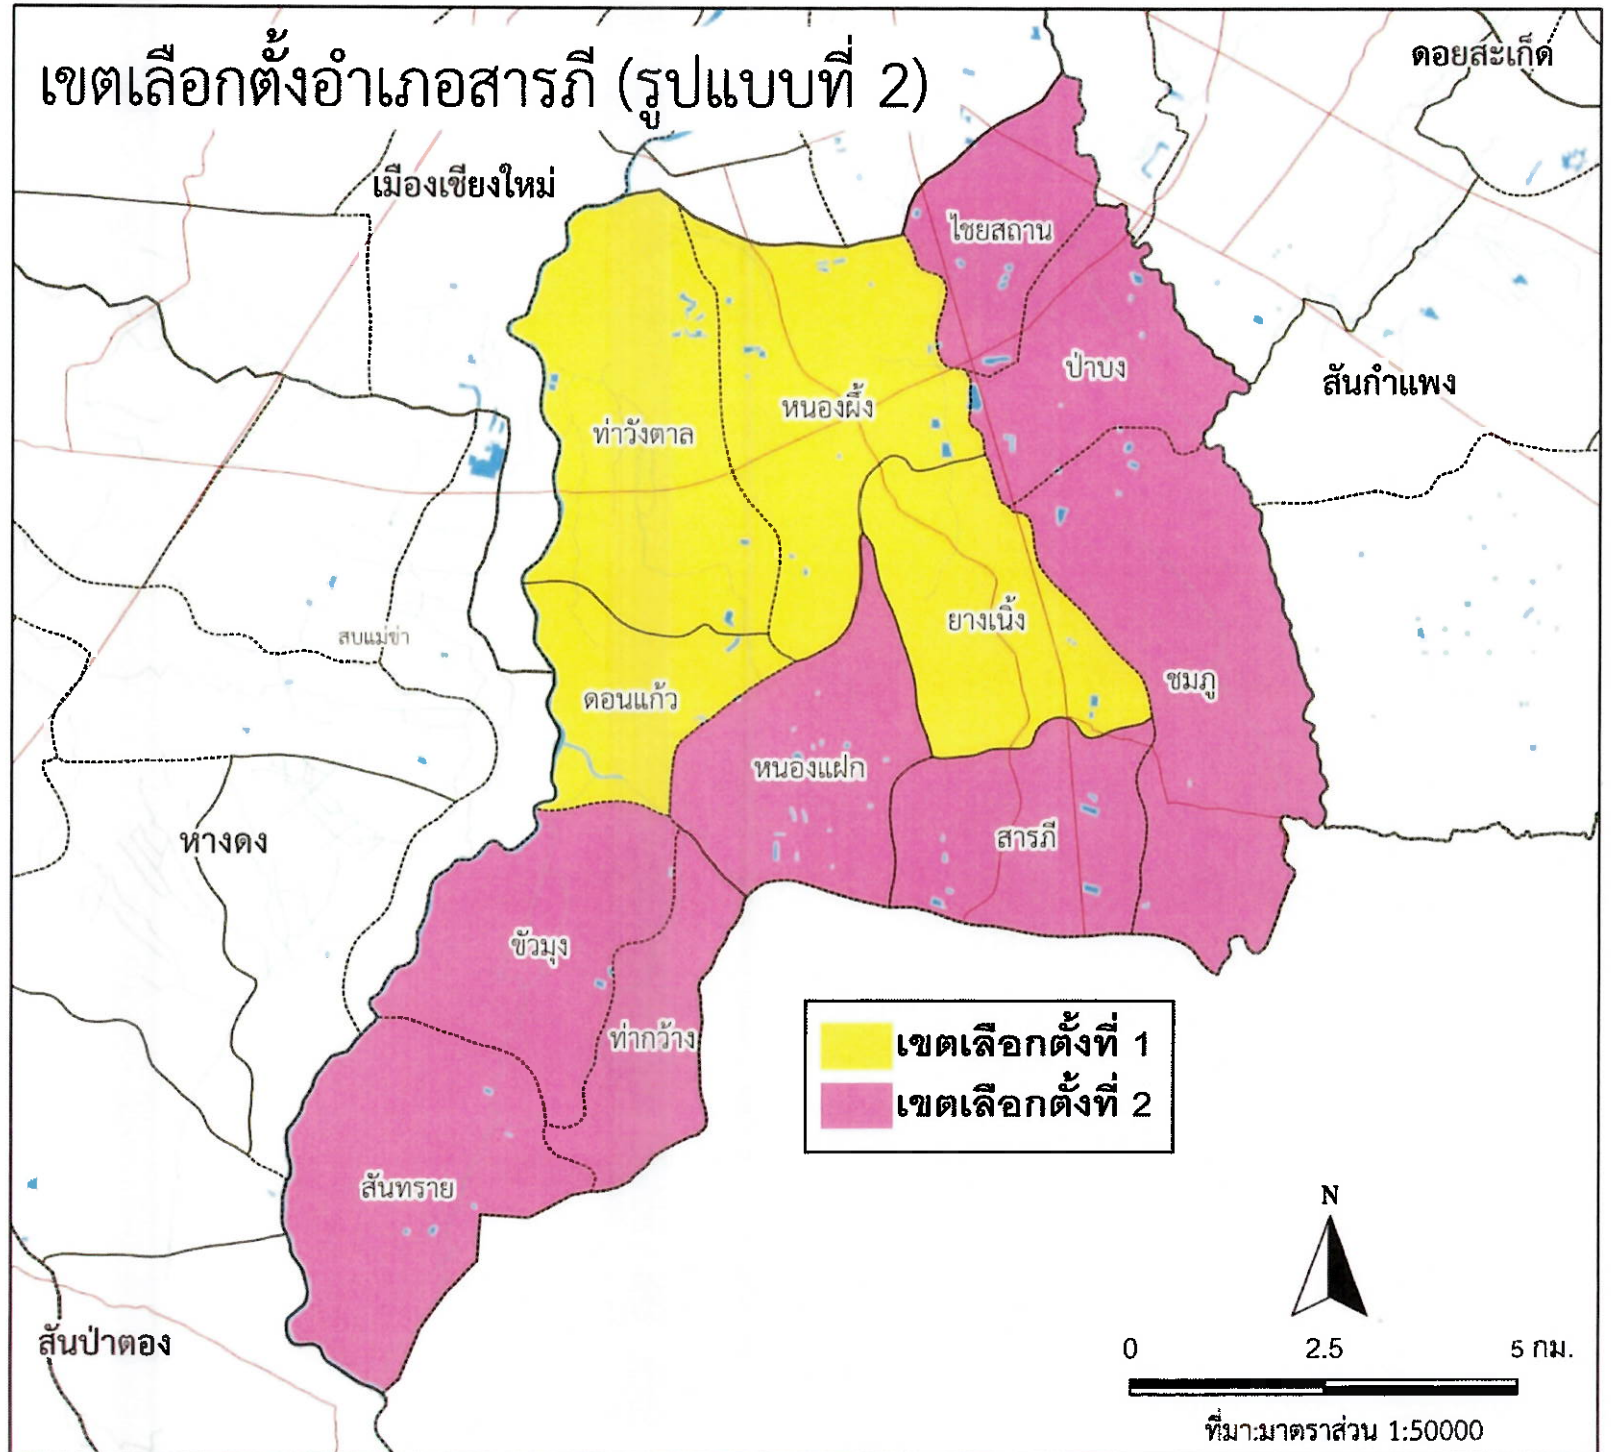 เขตเลือกตั้งอำเภอสารภี (รูปแบบที่ 2)
ดอยสะเก็ด
เมืองเชียงใหม่
ไชยสถาน
ป่าบง
สันกำแพง
หนองผึ้ง
ท่าวังตาล
ยางเนิ้ง
สบแม่ข่า
ชมภู
ดอนแก้ว
หนองแฝก
สารภี
หางดง
ขัวมุง
ท่ากว้าง
เขตเลือกตั้งที่ 1
เขตเลือกตั้งที่ 2
สันทราย
N
สันป่าตอง
0 2.5 5 กม.
ที่มา:มาตราส่วน 1:50000